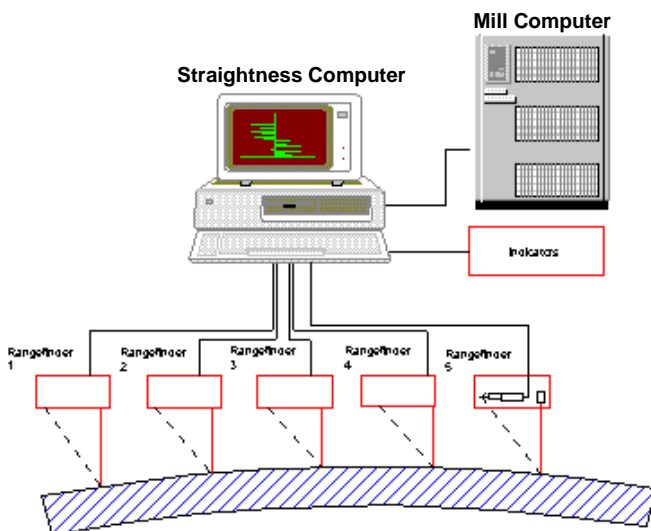 Mill Computer
Straightness Computer
Indicators
Rangefinder
1
Rangefinder
2
Rangefinder
3
Rangefinder
4
Rangefinder
5